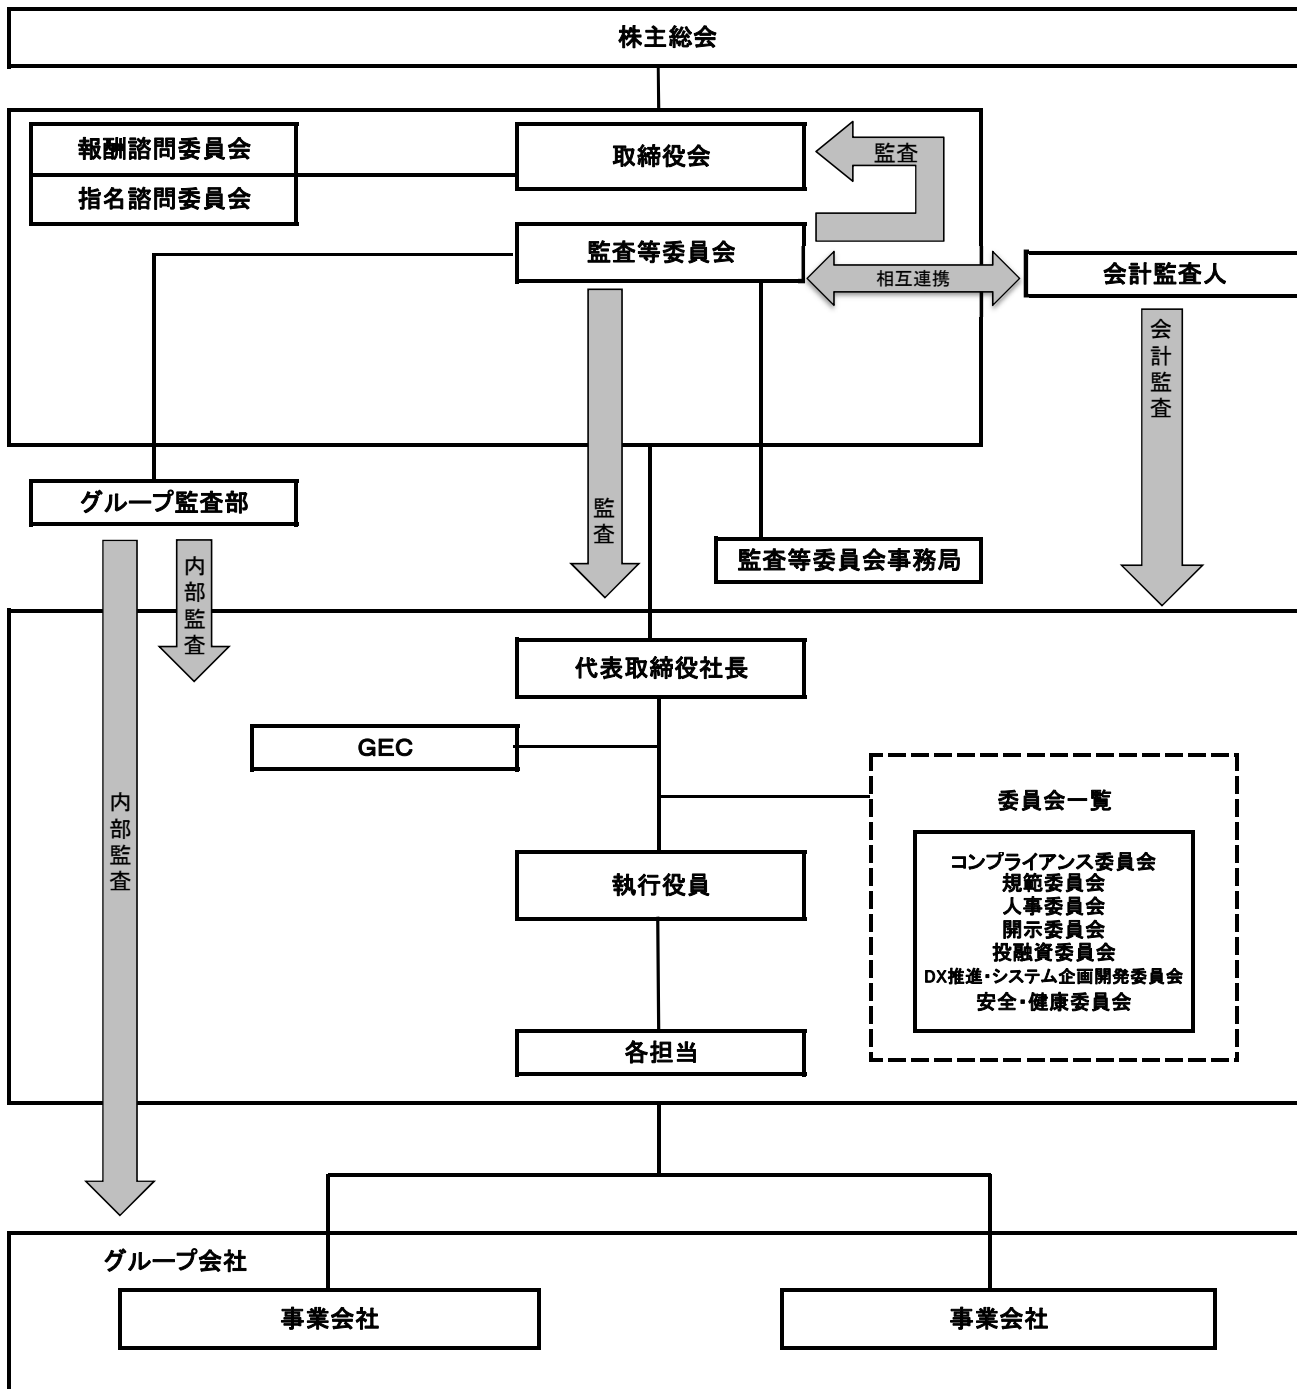 株主総会
報酬諮問委員会
指名諮問委員会
取締役会
監査
監査等委員会
相互連携
会計監査人
会計監査
グループ監査部
監査
監査等委員会事務局
内部監査
内部監査
代表取締役社長
GEC
委員会一覧
コンプライアンス委員会
規範委員会
人事委員会
開示委員会
投融資委員会
DX推進・システム企画開発委員会
安全・健康委員会
執行役員
各担当
グループ会社
事業会社
事業会社